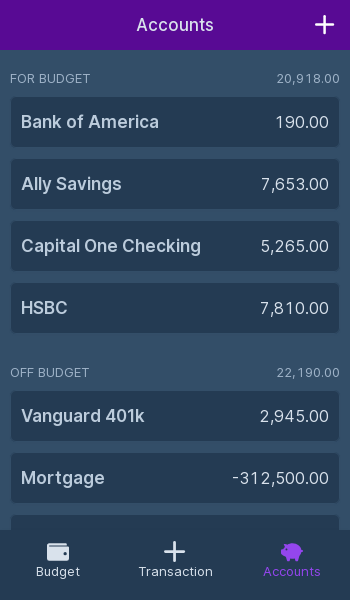 Accounts
FOR BUDGET 20,918.00
Bank of America 190.00
Ally Savings 7,653.00
Capital One Checking 5,265.00
HSBC 7,810.00
OFF BUDGET 22,190.00
Vanguard 401k 2,945.00
Mortgage -312,500.00
Budget Transaction Accounts